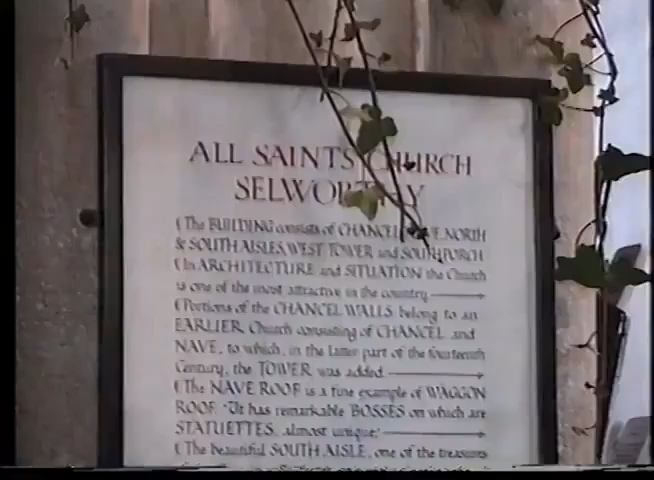 ALL SAINTS CHURCH
SELWORTHY
The BUILDING consists of CHANCEL, NAVE, NORTH
& SOUTH AISLES, WEST TOWER and SOUTH PORCH
In ARCHITECTURE and SITUATION the Church
is one of the most attractive in the country.
Portions of the CHANCEL WALLS belong to an
EARLIER Church consisting of CHANCEL and
NAVE, to which, in the latter part of the fourteenth
Century, the TOWER was added.
The NAVE ROOF is a fine example of WAGGON
ROOF. "It has remarkable BOSSES on which are
STATUETTES, almost unique."
The beautiful SOUTH AISLE, one of the treasures